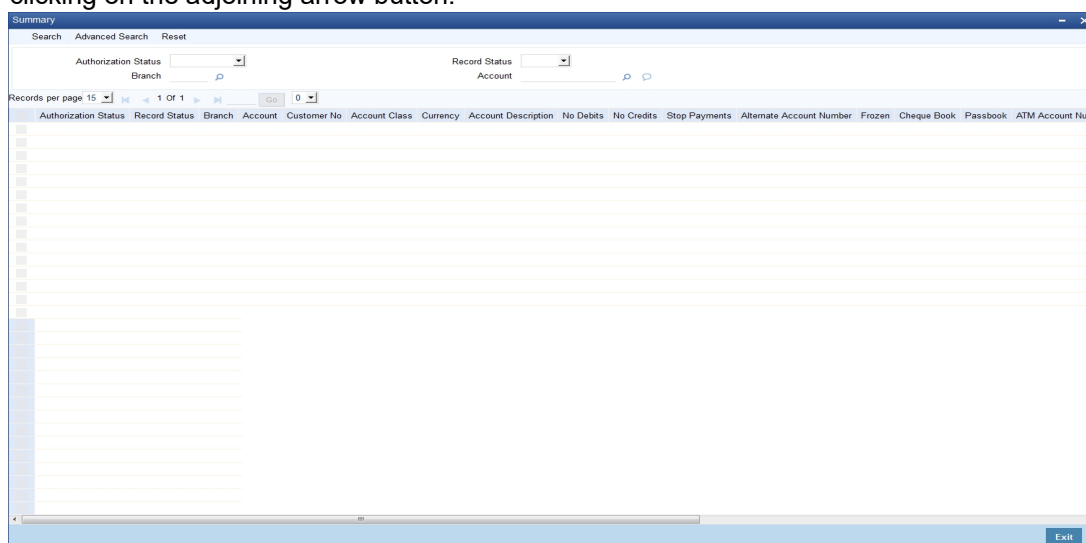 clicking on the adjoining arrow button.
Summary
Search Advanced Search Reset
Authorization Status Record Status
Branch Account
Records per page 15 1 Of 1 Go 0
Authorization Status Record Status Branch Account Customer No Account Class Currency Account Description No Debits No Credits Stop Payments Alternate Account Number Frozen Cheque Book Passbook ATM Account Nu
Exit